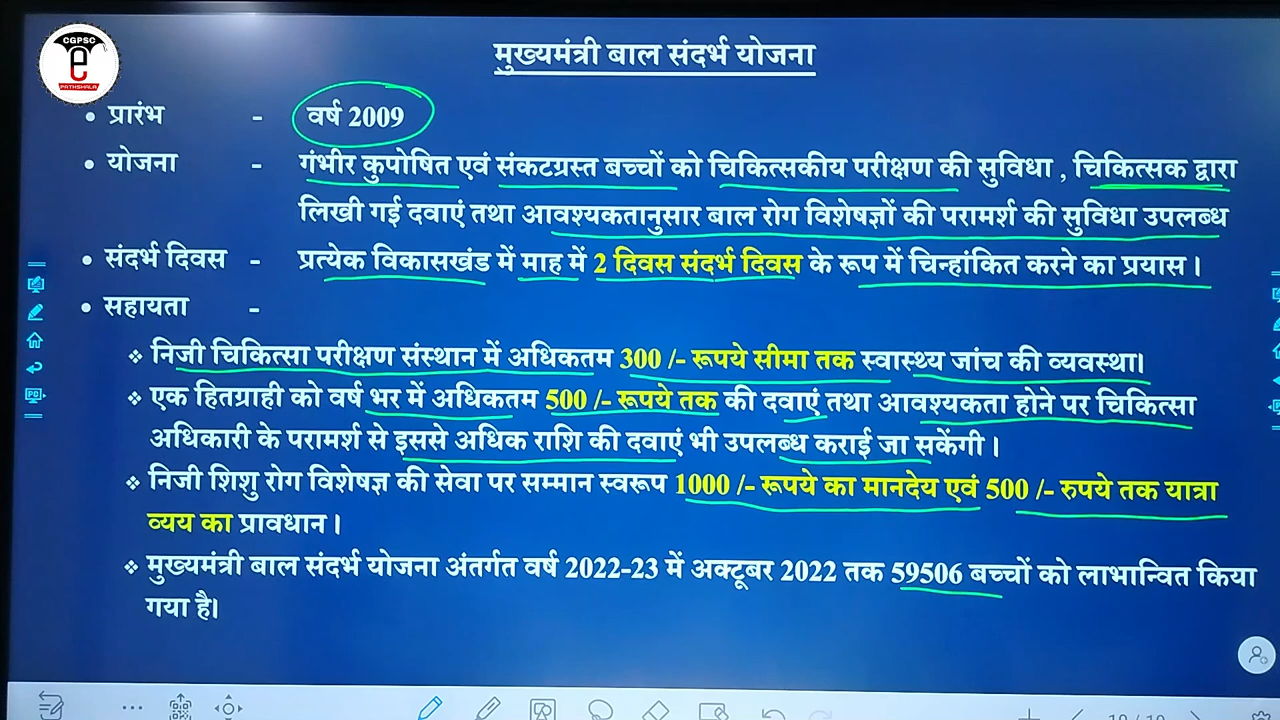 CGPSC
e
PATHSHALA
मुख्यमंत्री बाल संदर्भ योजना
• प्रारंभ - वर्ष 2009
• योजना - गंभीर कुपोषित एवं संकटग्रस्त बच्चों को चिकित्सकीय परीक्षण की सुविधा , चिकित्सक द्वारा
लिखी गई दवाएं तथा आवश्यकतानुसार बाल रोग विशेषज्ञों की परामर्श की सुविधा उपलब्ध
• संदर्भ दिवस - प्रत्येक विकासखंड में माह में 2 दिवस संदर्भ दिवस के रूप में चिन्हांकित करने का प्रयास ।
• सहायता -
❖ निजी चिकित्सा परीक्षण संस्थान में अधिकतम 300 /- रूपये सीमा तक स्वास्थ्य जांच की व्यवस्था।
❖ एक हितग्राही को वर्ष भर में अधिकतम 500 /- रूपये तक की दवाएं तथा आवश्यकता होने पर चिकित्सा
अधिकारी के परामर्श से इससे अधिक राशि की दवाएं भी उपलब्ध कराई जा सकेंगी ।
❖ निजी शिशु रोग विशेषज्ञ की सेवा पर सम्मान स्वरूप 1000 /- रूपये का मानदेय एवं 500 /- रुपये तक यात्रा
व्यय का प्रावधान ।
❖ मुख्यमंत्री बाल संदर्भ योजना अंतर्गत वर्ष 2022-23 में अक्टूबर 2022 तक 59506 बच्चों को लाभान्वित किया
गया है।
PC